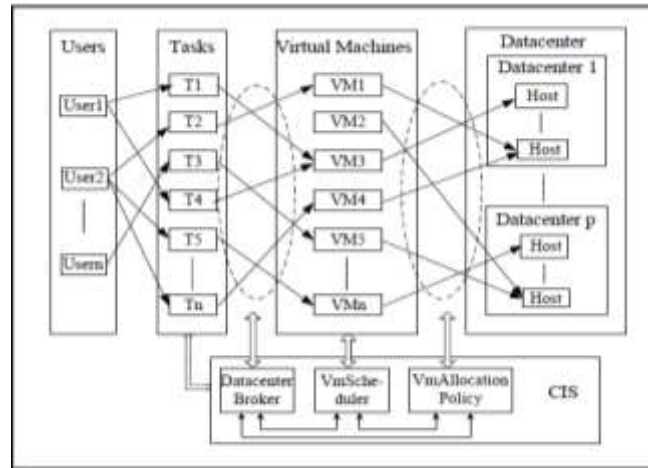 Users
Tasks
Virtual Machines
Datacenter
User1
User2
Usern
T1
T2
T3
T4
T5
Tn
VM1
VM2
VM3
VM4
VM5
VMn
Datacenter 1
Host
Host
Datacenter p
Host
Host
Datacenter
Broker
VmSche-
duler
VmAllocation
Policy
CIS